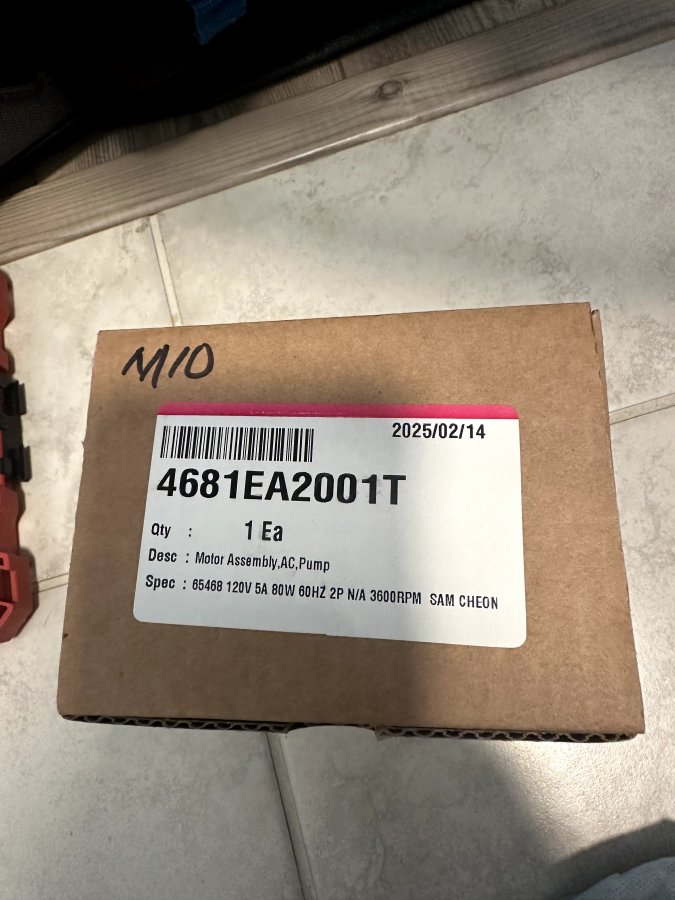 M10
2025/02/14
4681EA2001T
Qty : 1 Ea
Desc : Motor Assembly,AC,Pump
Spec : 65468 120V 5A 80W 60HZ 2P N/A 3600RPM SAM CHEON